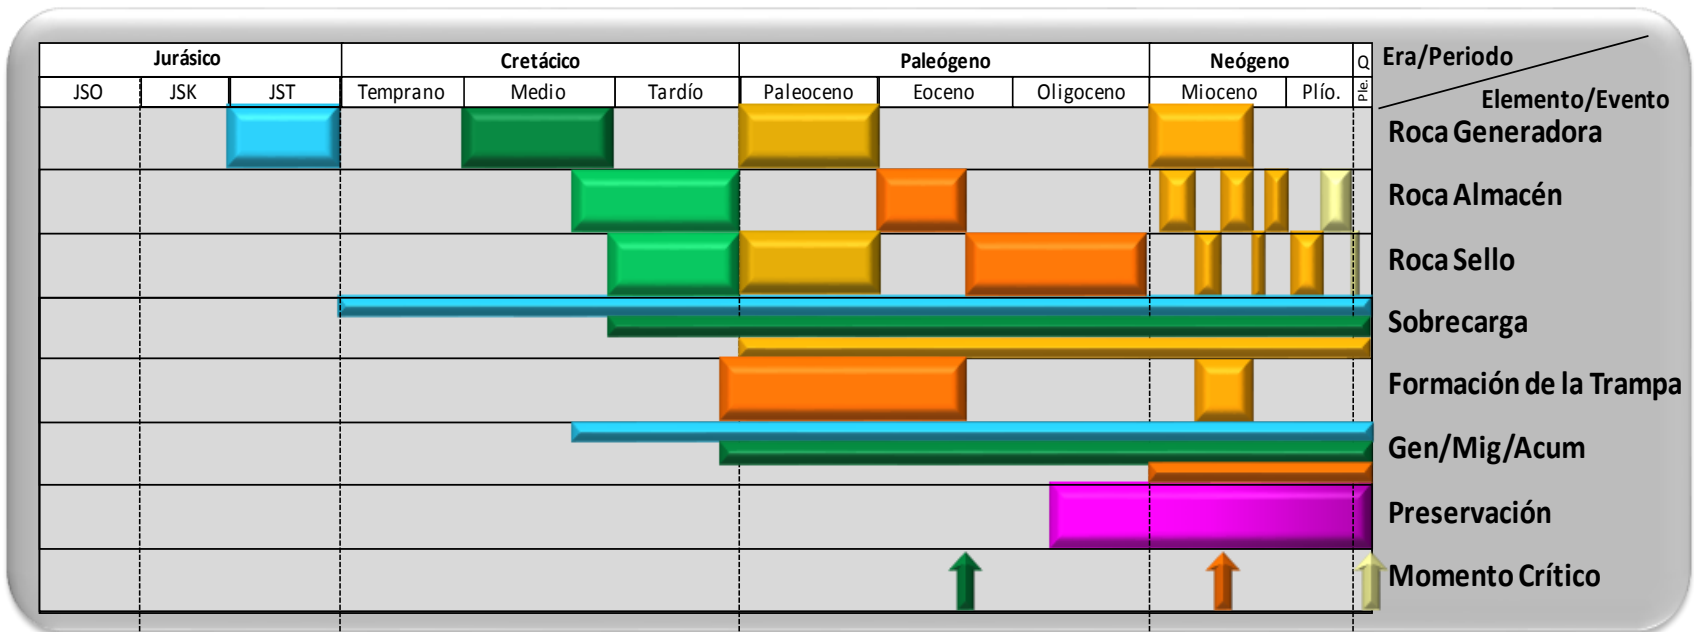 Jurásico Cretácico Paleógeno Neógeno Q Era/Periodo
JSO JSK JST Temprano Medio Tardío Paleoceno Eoceno Oligoceno Mioceno Plío. Ple. Elemento/Evento
Roca Generadora
Roca Almacén
Roca Sello
Sobrecarga
Formación de la Trampa
Gen/Mig/Acum
Preservación
Momento Crítico